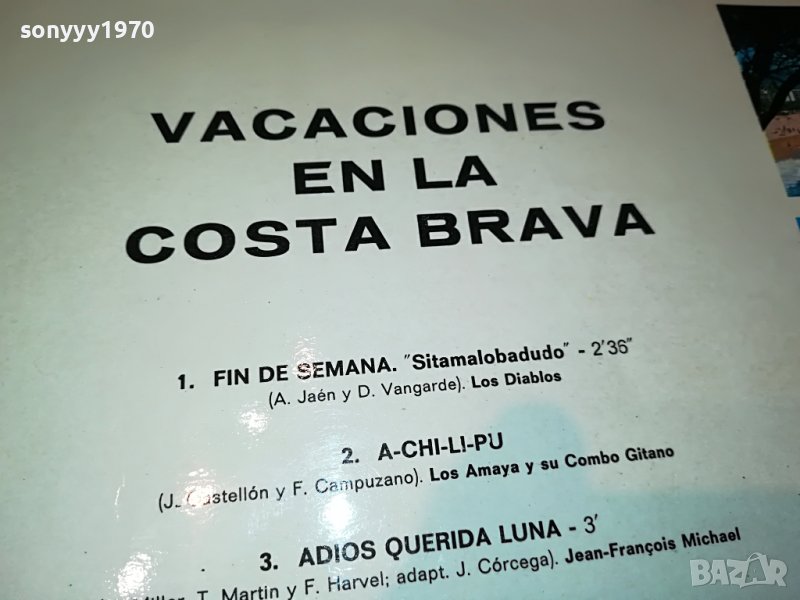 sonyyy1970
VACACIONES
EN LA
COSTA BRAVA
1. FIN DE SEMANA. "Sitamalobadudo" - 2'36"
(A. Jaén y D. Vangarde). Los Diablos
2. A-CHI-LI-PU
(J. Castellón y F. Campuzano). Los Amaya y su Combo Gitano
3. ADIOS QUERIDA LUNA - 3'
T. Martin y F. Harvel; adapt. J. Córcega). Jean-François Michael
BAZAR